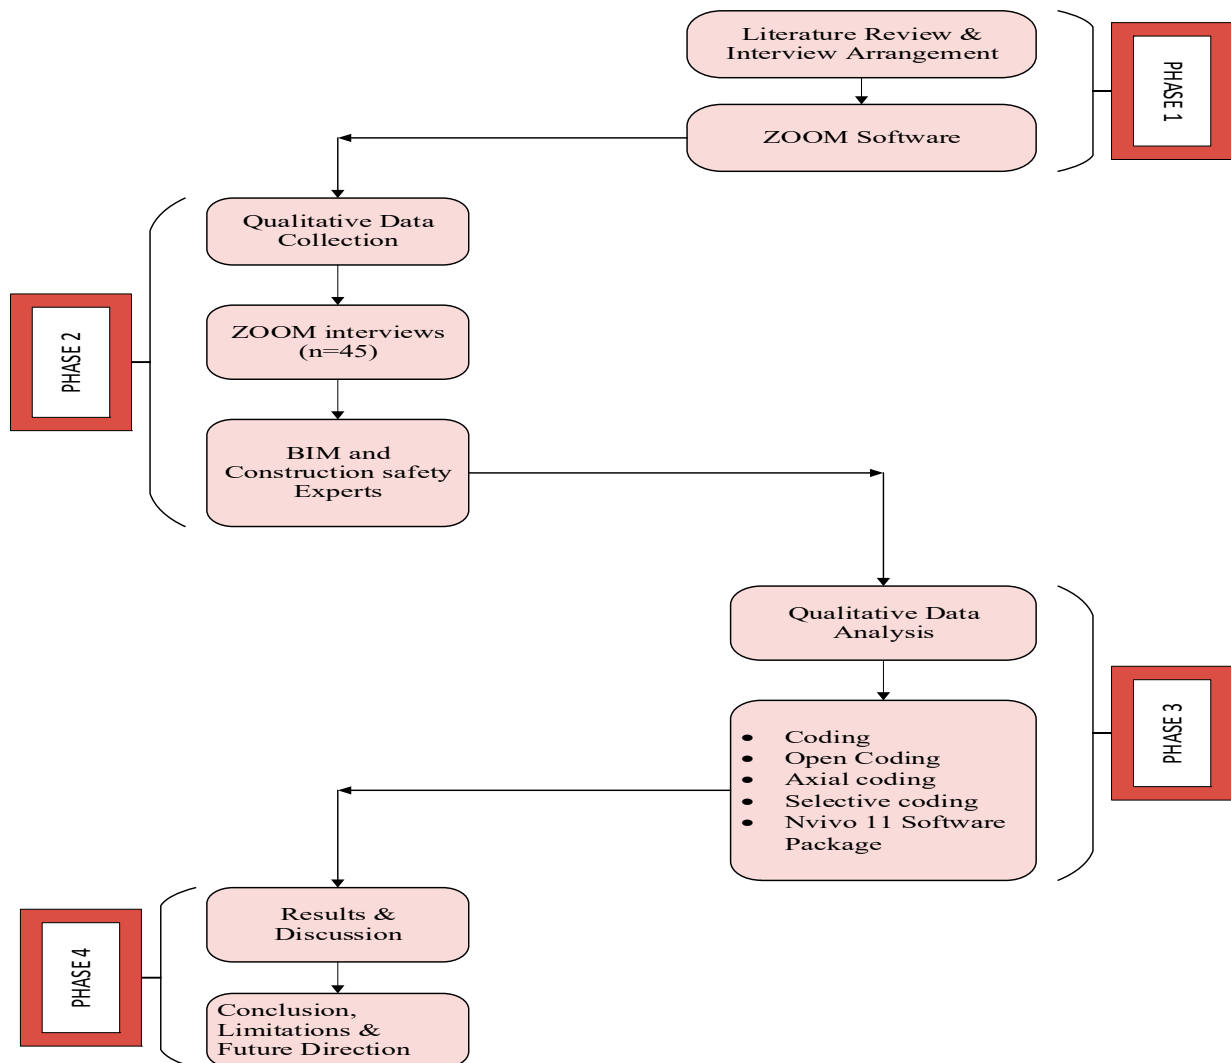 Literature Review &
Interview Arrangement
PHASE 1
ZOOM Software
Qualitative Data
Collection
PHASE 2
ZOOM interviews
(n=45)
BIM and
Construction safety
Experts
Qualitative Data
Analysis
PHASE 3
• Coding
• Open Coding
• Axial coding
• Selective coding
• Nvivo 11 Software
Package
Results &
Discussion
PHASE 4
Conclusion,
Limitations &
Future Direction